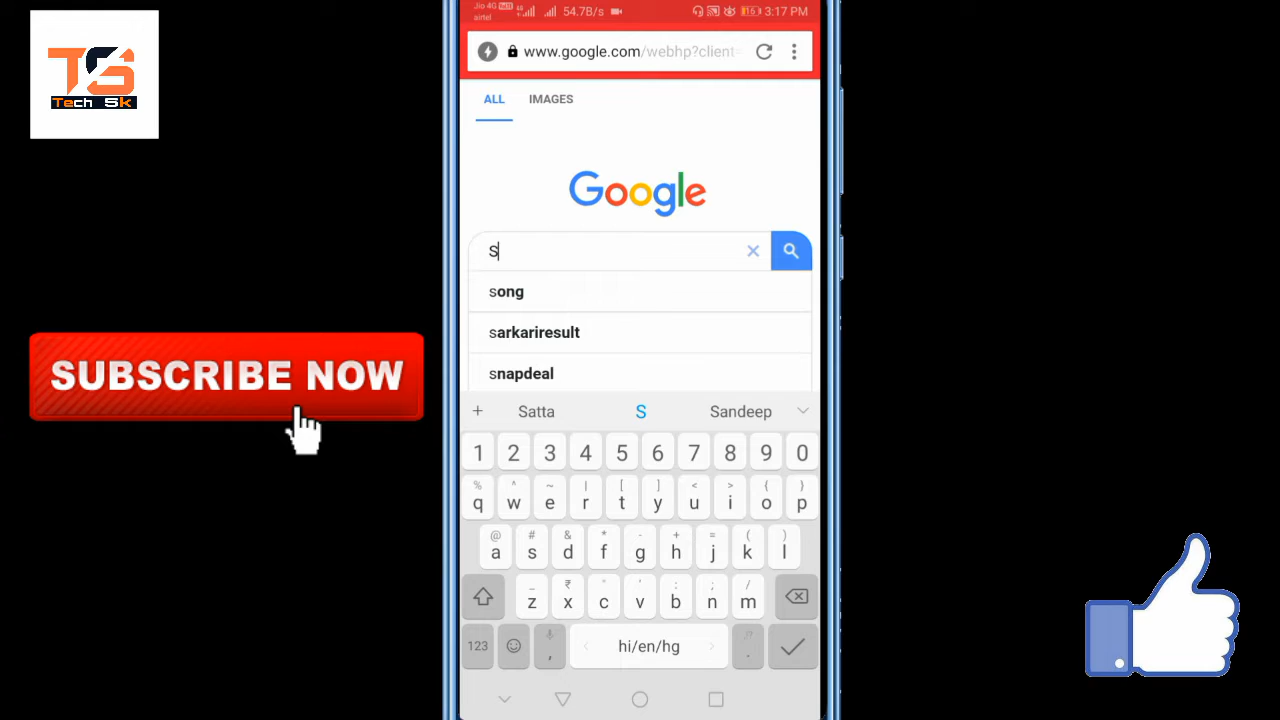 Jio 4G VoLTE
airtel
54.7B/s
16
3:17 PM
TS
Tech Sk
www.google.com/webhp?client=
ALL IMAGES
Google
S
song
sarkariresult
snapdeal
SUBSCRIBE NOW
+ Satta S Sandeep
1 2 3 4 5 6 7 8 9 0
% ^ ~ | [ ] < > { }
q w e r t y u i o p
@ # & * - + = ( )
a s d f g h j k l
_ ₹ " ' : ; /
z x c v b n m
123 , hi/en/hg .